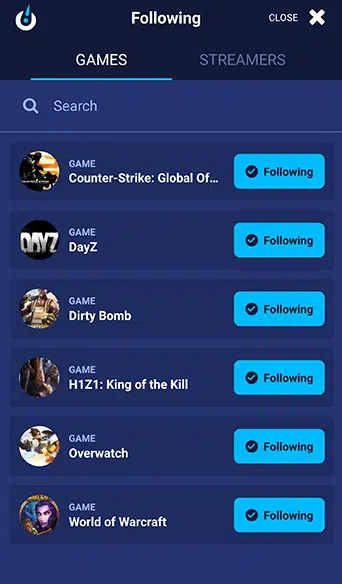 Following
CLOSE
GAMES
STREAMERS
Search
GAME
Counter-Strike: Global Of...
Following
GAME
DayZ
Following
DAYZ
GAME
Dirty Bomb
Following
GAME
H1Z1: King of the Kill
Following
GAME
Overwatch
Following
GAME
World of Warcraft
Following